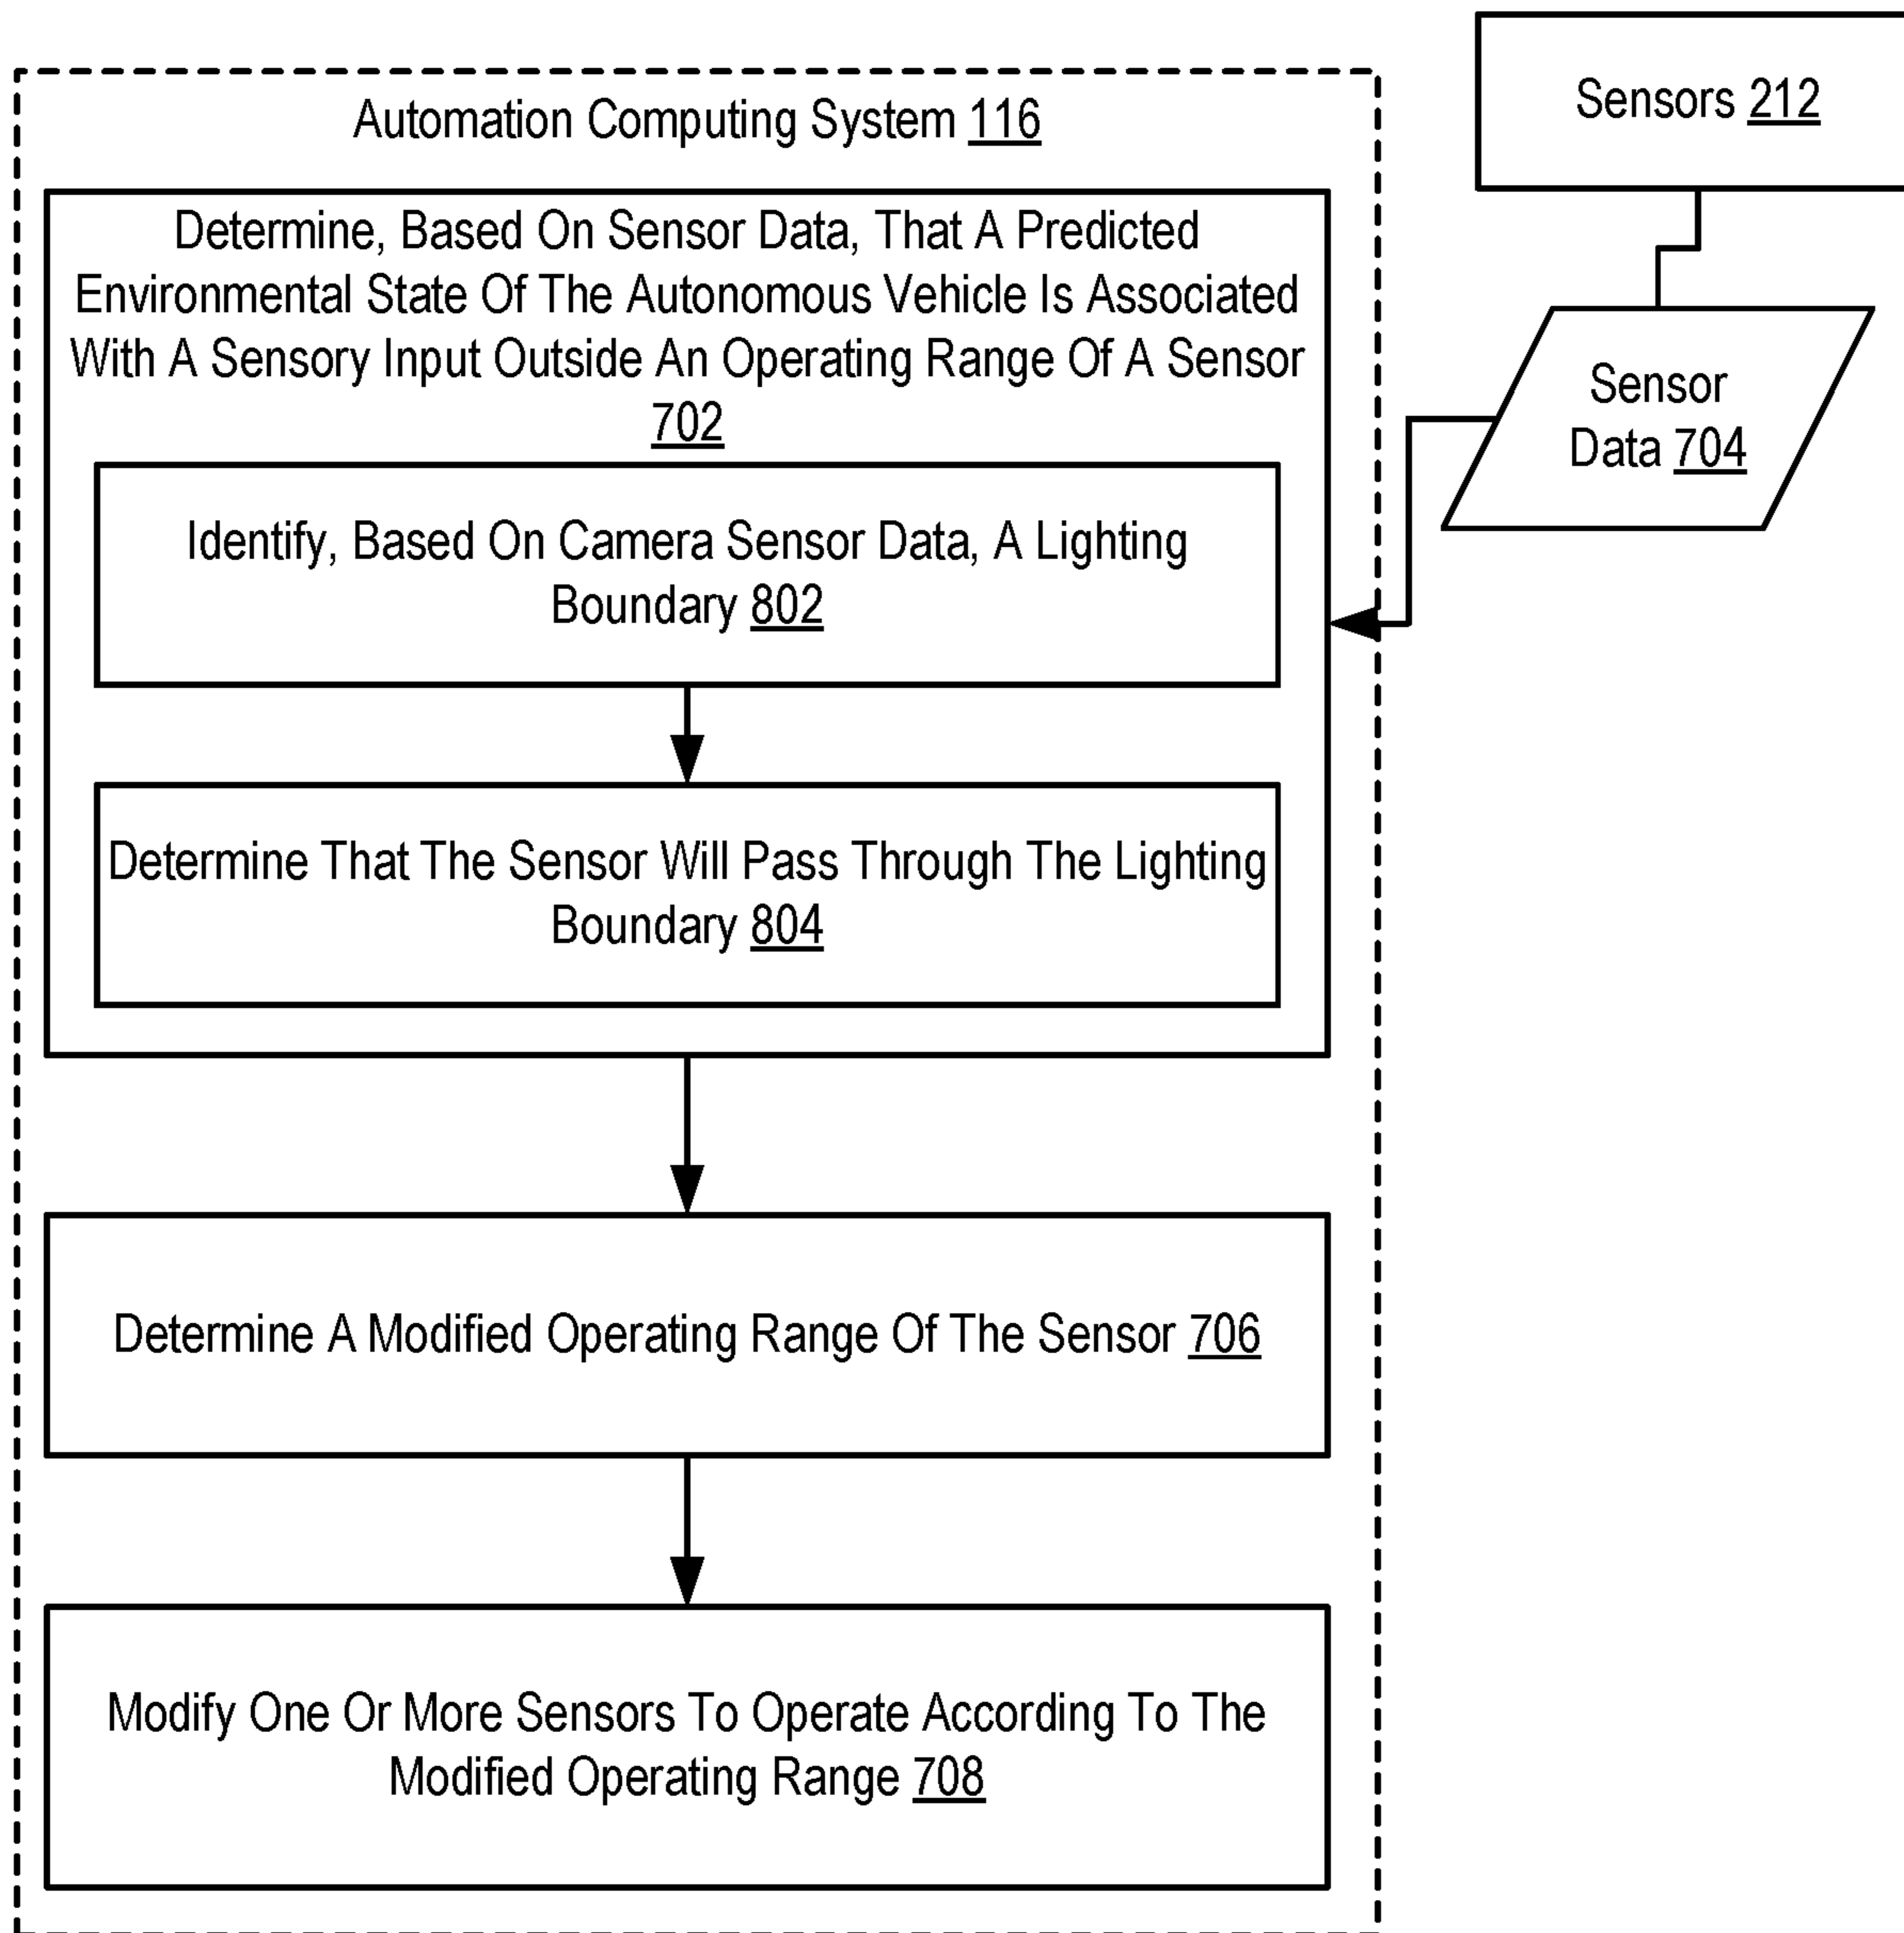 Automation Computing System 116
Sensors 212
Determine, Based On Sensor Data, That A Predicted
Environmental State Of The Autonomous Vehicle Is Associated
With A Sensory Input Outside An Operating Range Of A Sensor
702
Sensor
Data 704
Identify, Based On Camera Sensor Data, A Lighting
Boundary 802
Determine That The Sensor Will Pass Through The Lighting
Boundary 804
Determine A Modified Operating Range Of The Sensor 706
Modify One Or More Sensors To Operate According To The
Modified Operating Range 708